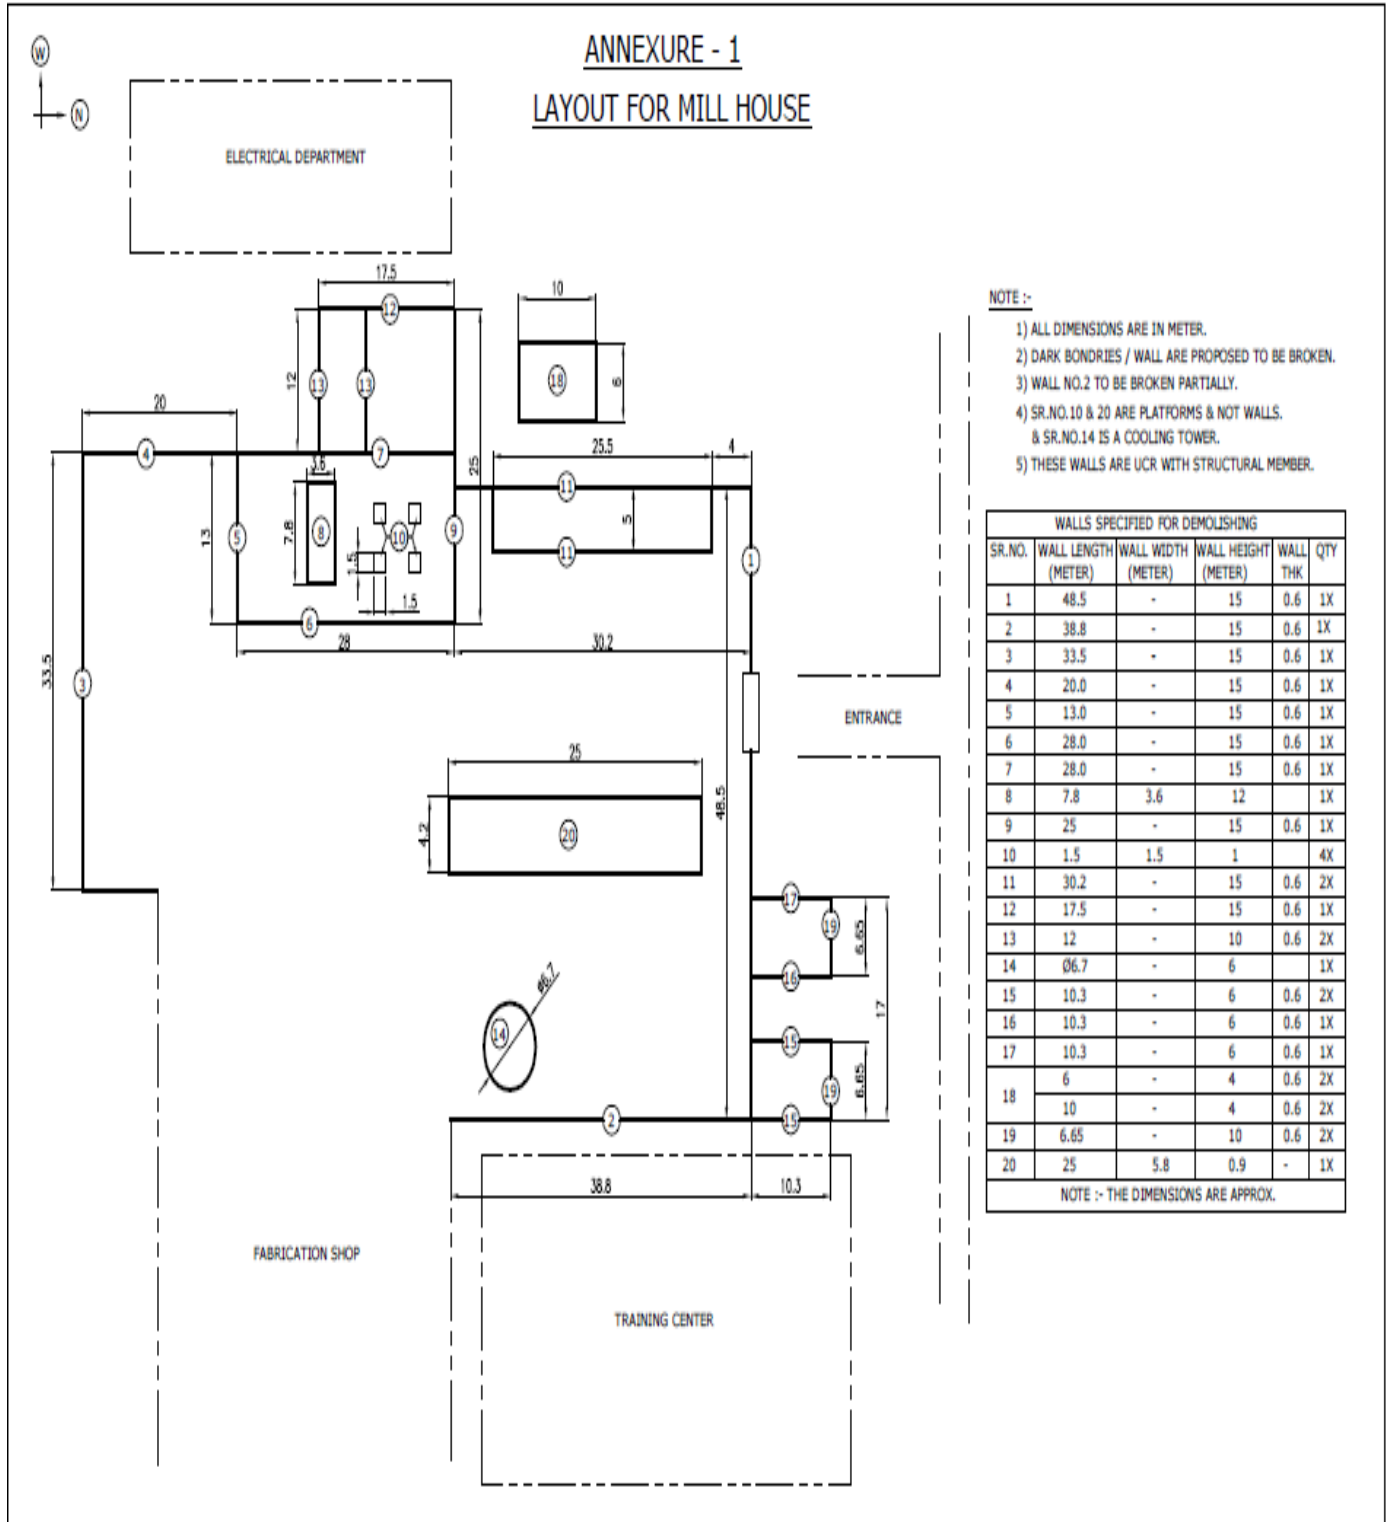 ANNEXURE - 1
LAYOUT FOR MILL HOUSE
W
N
ELECTRICAL DEPARTMENT
17.5
12
10
12
13
13
18
6
20
4
7
25
25.5
4
3.6
11
13
5
7.8
8
10
9
5
11
1
1.5
1.5
6
28
30.2
33.5
3
ENTRANCE
25
48.5
4.2
20
17
19
6.65
16
17
Ø6.7
14
15
19
6.65
2
15
38.8
10.3
FABRICATION SHOP
TRAINING CENTER
NOTE :-
1) ALL DIMENSIONS ARE IN METER.
2) DARK BONDRIES / WALL ARE PROPOSED TO BE BROKEN.
3) WALL NO.2 TO BE BROKEN PARTIALLY.
4) SR.NO.10 & 20 ARE PLATFORMS & NOT WALLS.
& SR.NO.14 IS A COOLING TOWER.
5) THESE WALLS ARE UCR WITH STRUCTURAL MEMBER.
WALLS SPECIFIED FOR DEMOLISHING
SR.NO. WALL LENGTH (METER) WALL WIDTH (METER) WALL HEIGHT (METER) WALL THK QTY
1 48.5 - 15 0.6 1X
2 38.8 - 15 0.6 1X
3 33.5 - 15 0.6 1X
4 20.0 - 15 0.6 1X
5 13.0 - 15 0.6 1X
6 28.0 - 15 0.6 1X
7 28.0 - 15 0.6 1X
8 7.8 3.6 12 1X
9 25 - 15 0.6 1X
10 1.5 1.5 1 4X
11 30.2 - 15 0.6 2X
12 17.5 - 15 0.6 1X
13 12 - 10 0.6 2X
14 Ø6.7 - 6 1X
15 10.3 - 6 0.6 2X
16 10.3 - 6 0.6 1X
17 10.3 - 6 0.6 1X
18 6 - 4 0.6 2X
10 - 4 0.6 2X
19 6.65 - 10 0.6 2X
20 25 5.8 0.9 - 1X
NOTE :- THE DIMENSIONS ARE APPROX.